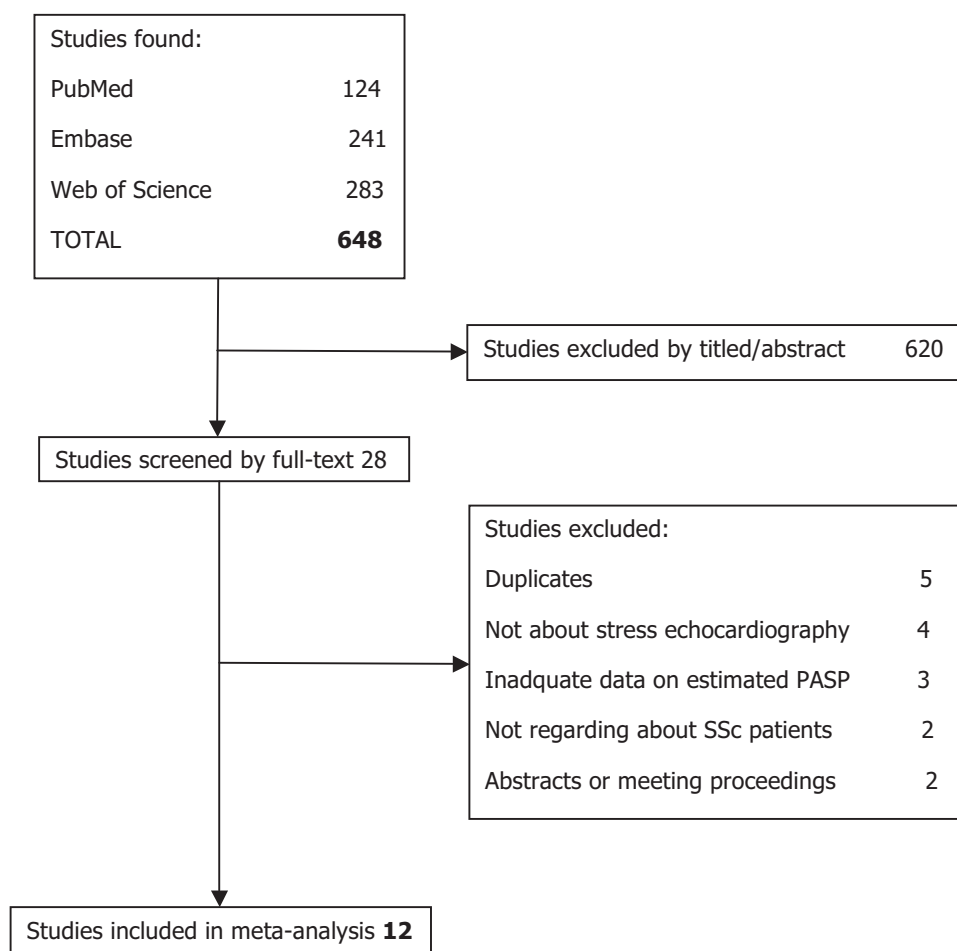 Studies found:
PubMed 124
Embase 241
Web of Science 283
TOTAL 648
Studies excluded by titled/abstract 620
Studies screened by full-text 28
Studies excluded:
Duplicates 5
Not about stress echocardiography 4
Inadquate data on estimated PASP 3
Not regarding about SSc patients 2
Abstracts or meeting proceedings 2
Studies included in meta-analysis 12